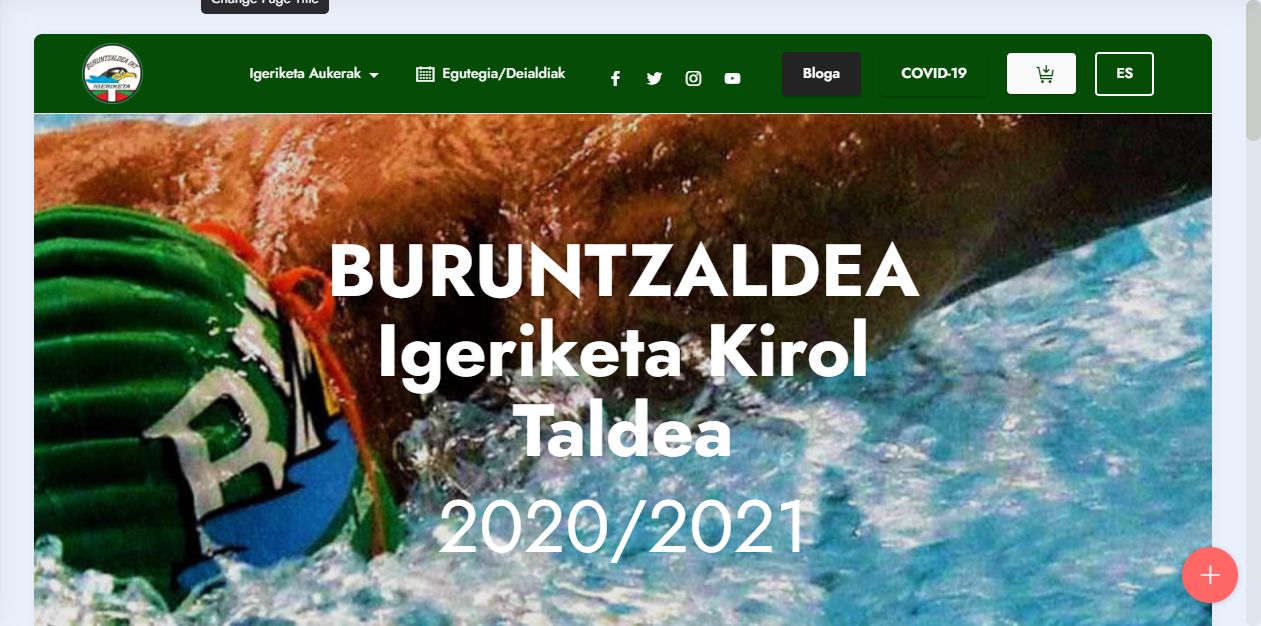 Change Page Title
BURUNTZALDEA IKT
IGERIKETA
Igeriketa Aukerak
Egutegia/Deialdiak
Bloga
COVID-19
ES
BURUNTZALDEA
Igeriketa Kirol
Taldea
2020/2021